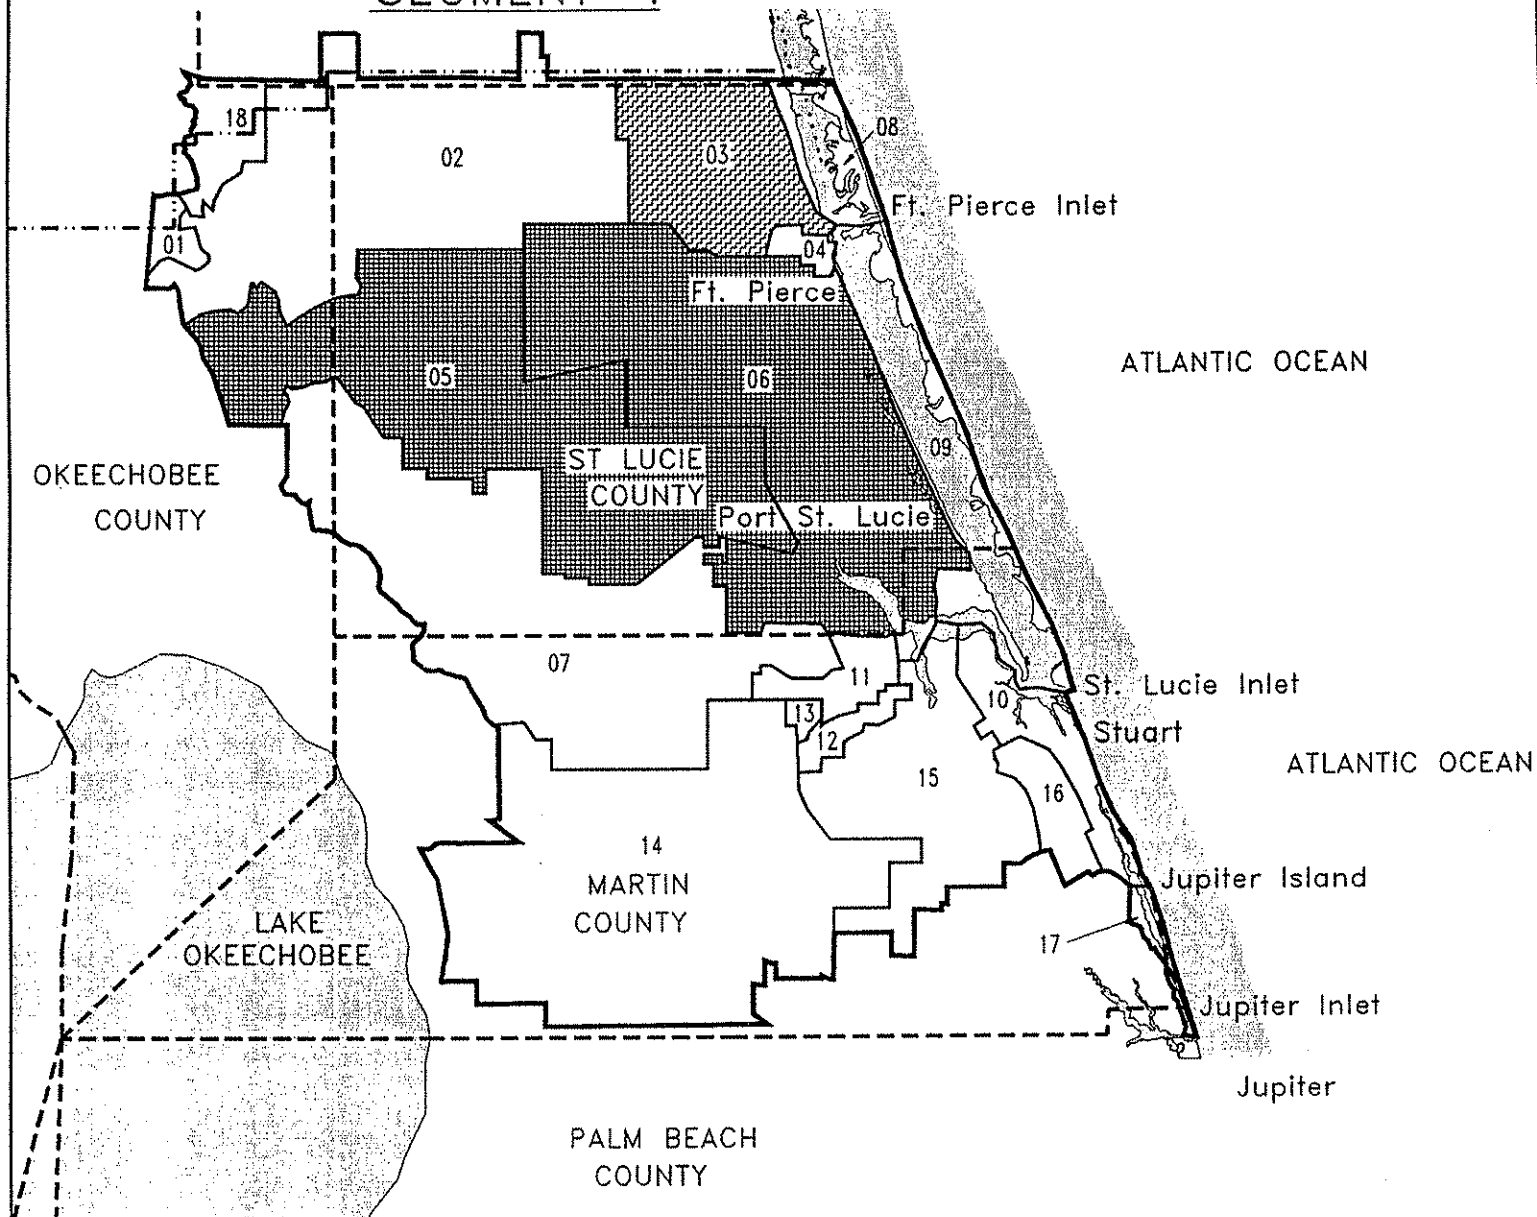 18
02
03
08
Ft. Pierce Inlet
01
04
Ft. Pierce
ATLANTIC OCEAN
05
06
09
OKEECHOBEE
COUNTY
ST LUCIE
COUNTY
Port St. Lucie
07
11
10
St. Lucie Inlet
13
12
Stuart
ATLANTIC OCEAN
15
16
14
MARTIN
COUNTY
Jupiter Island
LAKE
OKEECHOBEE
17
Jupiter Inlet
Jupiter
PALM BEACH
COUNTY